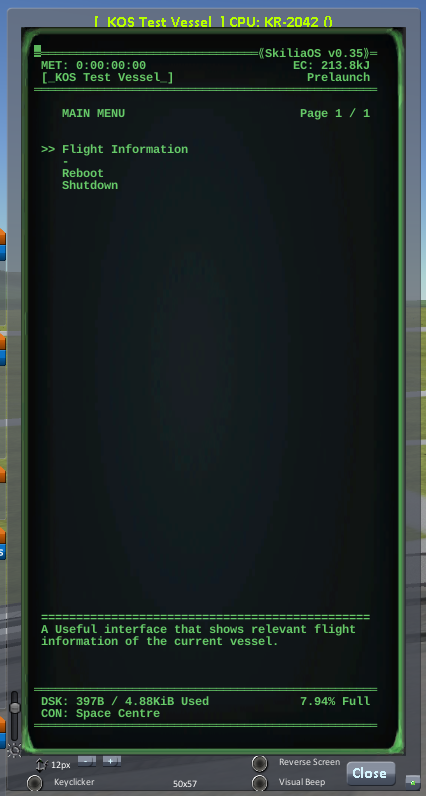 [_KOS Test Vessel_] CPU: KR-2042 ()
《SkiliaOS v0.35》
MET: 0:00:00:00 EC: 213.8kJ
[_KOS Test Vessel_] Prelaunch
MAIN MENU Page 1 / 1
>> Flight Information
-
Reboot
Shutdown
A Useful interface that shows relevant flight
information of the current vessel.
DSK: 397B / 4.88KiB Used 7.94% Full
CON: Space Centre
12px - + Reverse Screen
Keyclicker 50x57 Visual Beep Close